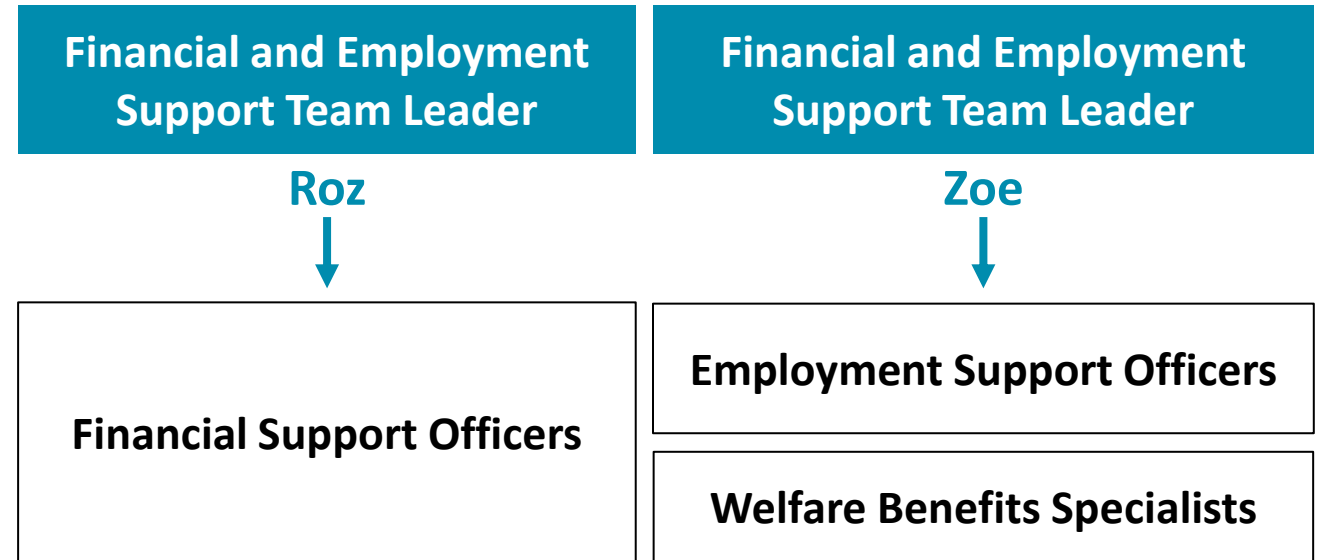 Financial and Employment
Support Team Leader
Roz
Financial Support Officers
Financial and Employment
Support Team Leader
Zoe
Employment Support Officers
Welfare Benefits Specialists